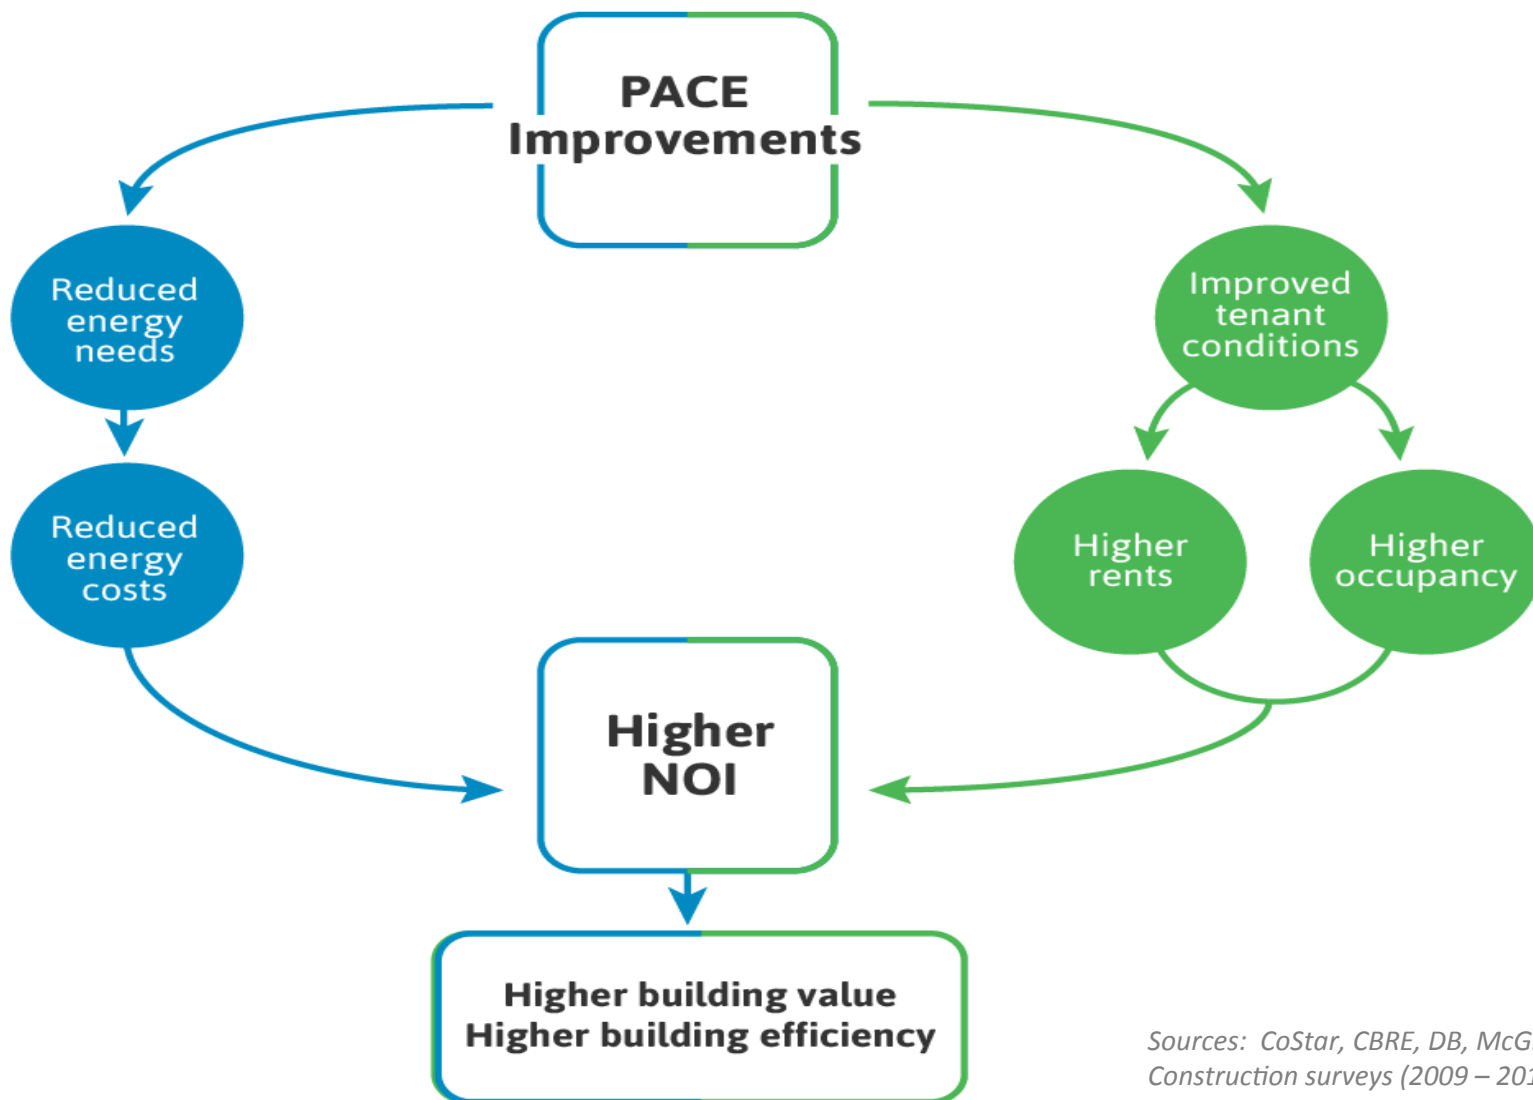 PACE
Improvements
Reduced
energy
needs
Improved
tenant
conditions
Reduced
energy
costs
Higher
rents
Higher
occupancy
Higher
NOI
Higher building value
Higher building efficiency
Sources: CoStar, CBRE, DB,
Construction surveys (2009 –